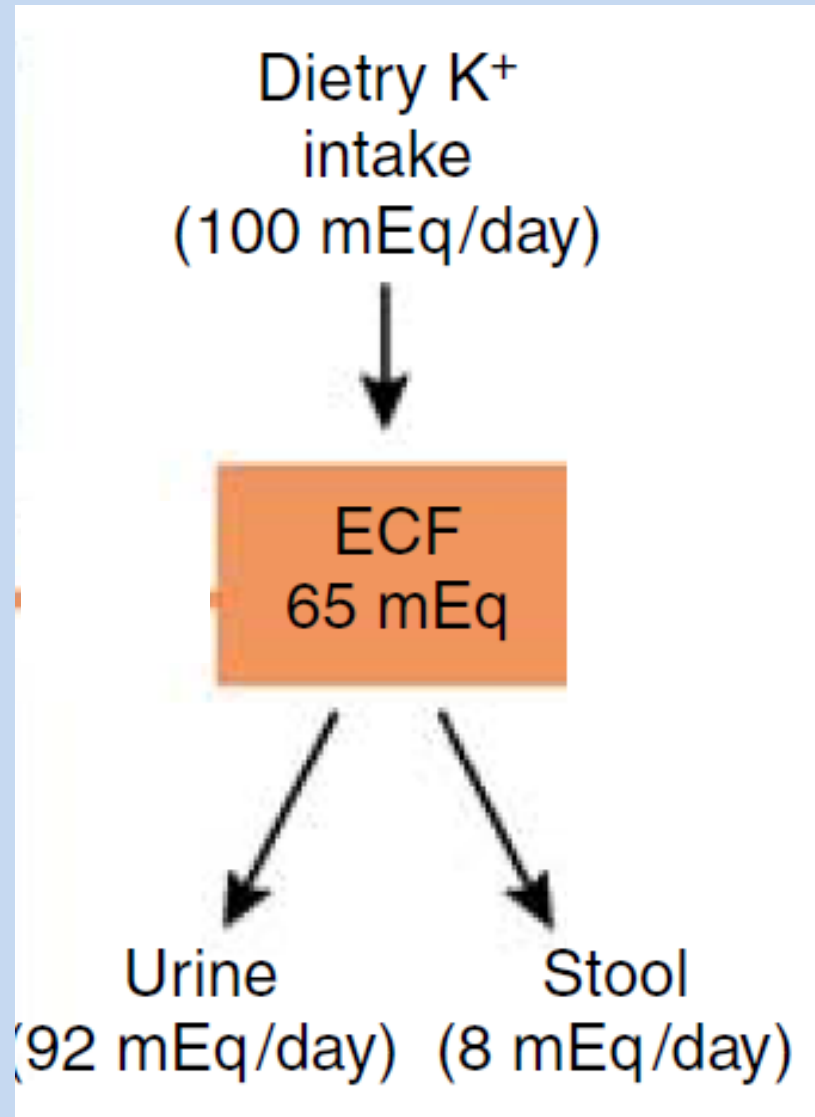 Dietry K⁺
intake
(100 mEq/day)
ECF
65 mEq
Urine
(92 mEq/day)
Stool
(8 mEq/day)